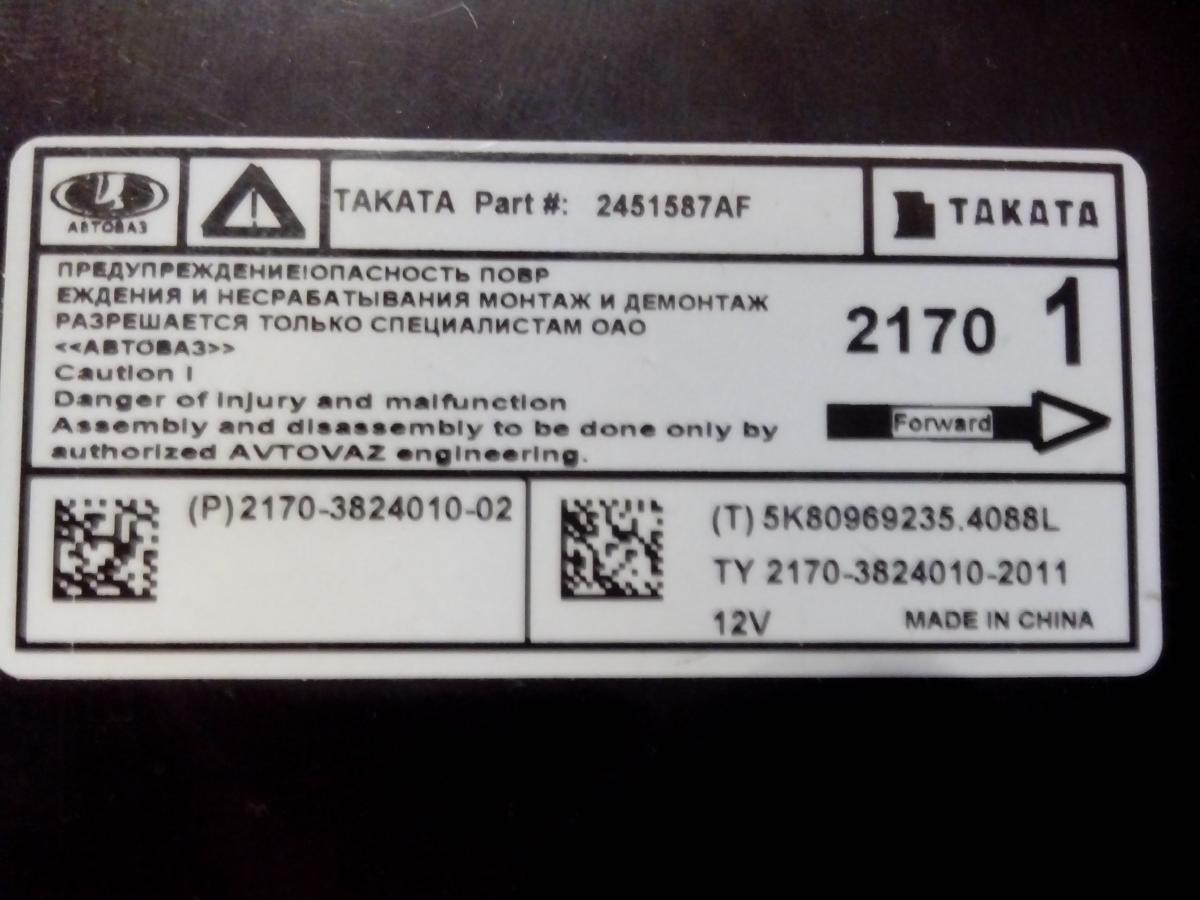 АВТОВАЗ
TAKATA Part #: 2451587AF
TAKATA
ПРЕДУПРЕЖДЕНИЕ!ОПАСНОСТЬ ПОВР
ЕЖДЕНИЯ И НЕСРАБАТЫВАНИЯ МОНТАЖ И ДЕМОНТАЖ
РАЗРЕШАЕТСЯ ТОЛЬКО СПЕЦИАЛИСТАМ ОАО
<<АВТОВАЗ>>
Caution !
Danger of injury and malfunction
Assembly and disassembly to be done only by
authorized AVTOVAZ engineering.
2170 1
Forward
(P)2170-3824010-02
(T) 5K80969235.4088L
TY 2170-3824010-2011
12V MADE IN CHINA